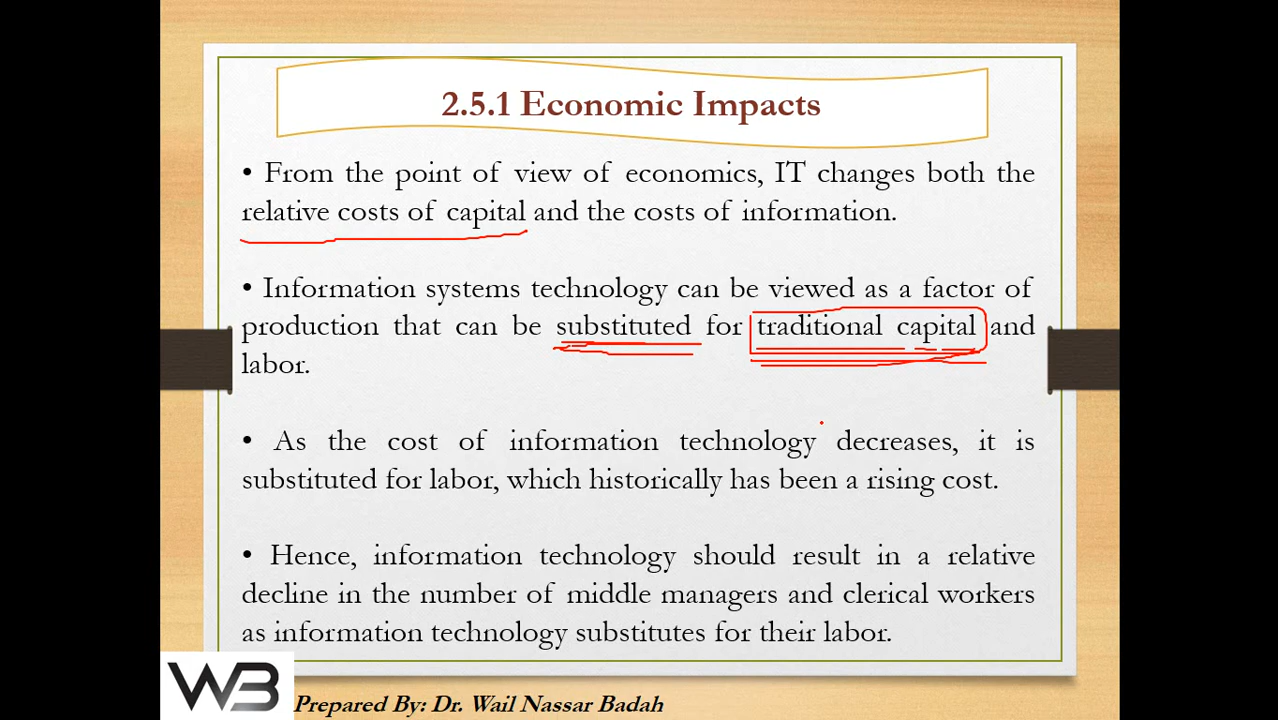 2.5.1 Economic Impacts
• From the point of view of economics, IT changes both the
relative costs of capital and the costs of information.
• Information systems technology can be viewed as a factor of
production that can be substituted for traditional capital and
labor.
• As the cost of information technology decreases, it is
substituted for labor, which historically has been a rising cost.
• Hence, information technology should result in a relative
decline in the number of middle managers and clerical workers
as information technology substitutes for their labor.
WB
Prepared By: Dr. Wail Nassar Badah